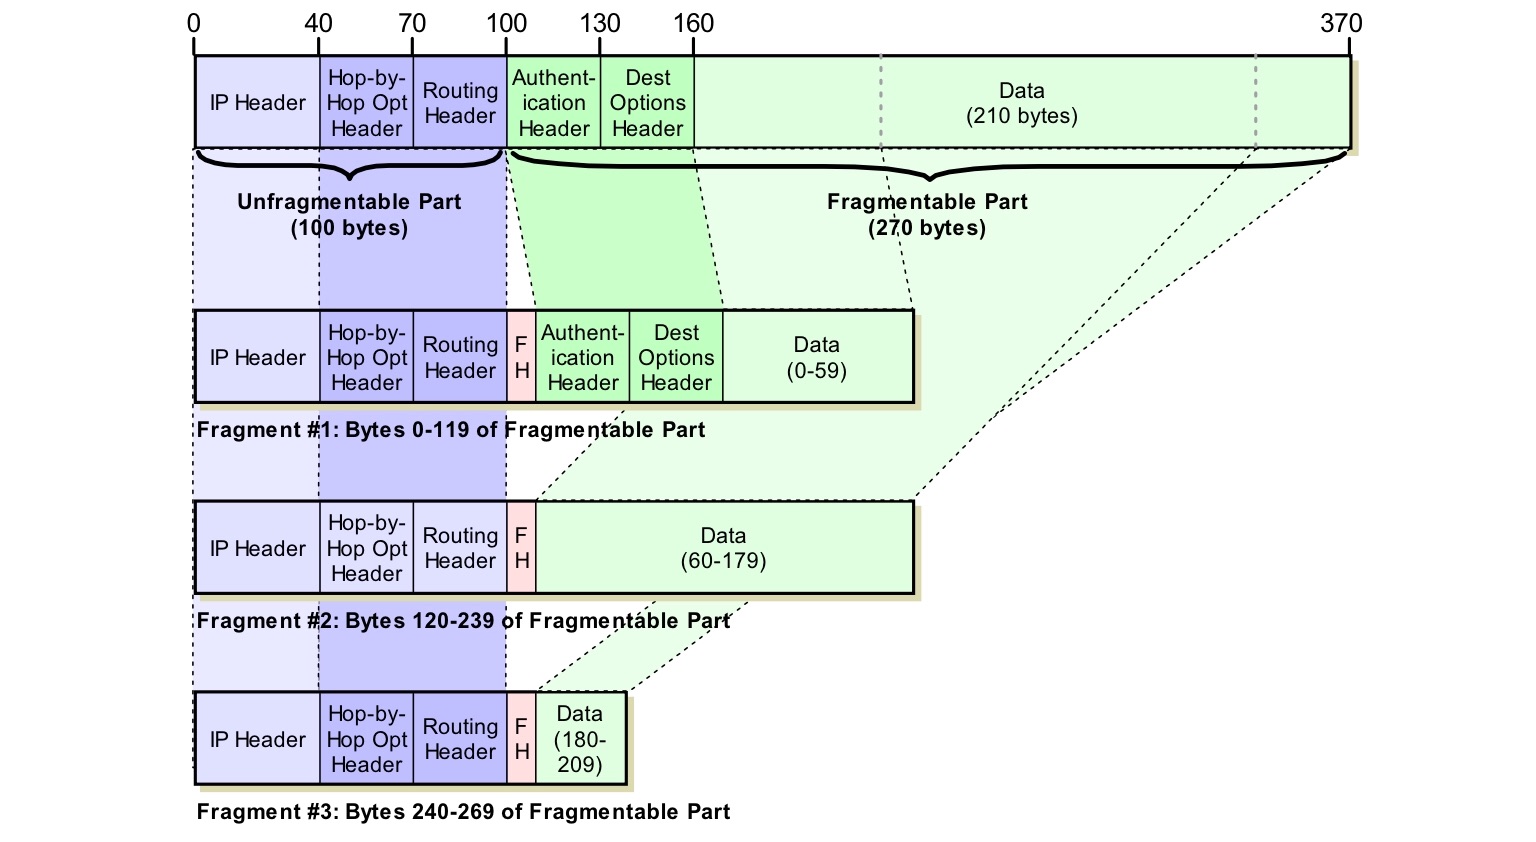 0 40 70 100 130 160 370
IP Header
Hop-by-
Hop Opt
Header
Routing
Header
Authent-
ication
Header
Dest
Options
Header
Data
(210 bytes)
Unfragmentable Part
(100 bytes)
Fragmentable Part
(270 bytes)
IP Header
Hop-by-
Hop Opt
Header
Routing
Header
F
H
Authent-
ication
Header
Dest
Options
Header
Data
(0-59)
Fragment #1: Bytes 0-119 of Fragmentable Part
IP Header
Hop-by-
Hop Opt
Header
Routing
Header
F
H
Data
(60-179)
Fragment #2: Bytes 120-239 of Fragmentable Part
IP Header
Hop-by-
Hop Opt
Header
Routing
Header
F
H
Data
(180-
209)
Fragment #3: Bytes 240-269 of Fragmentable Part